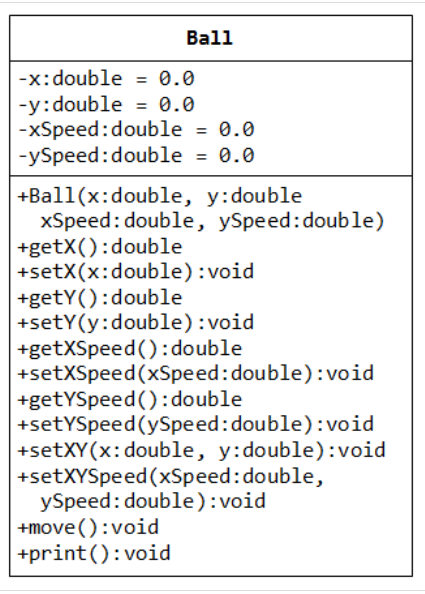 Ball
-x:double = 0.0
-y:double = 0.0
-xSpeed:double = 0.0
-ySpeed:double = 0.0
+Ball(x:double, y:double
xSpeed:double, ySpeed:double)
+getX():double
+setX(x:double):void
+getY():double
+setY(y:double):void
+getXSpeed():double
+setXSpeed(xSpeed:double):void
+getYSpeed():double
+setYSpeed(ySpeed:double):void
+setXY(x:double, y:double):void
+setXYSpeed(xSpeed:double,
ySpeed:double):void
+move():void
+print():void